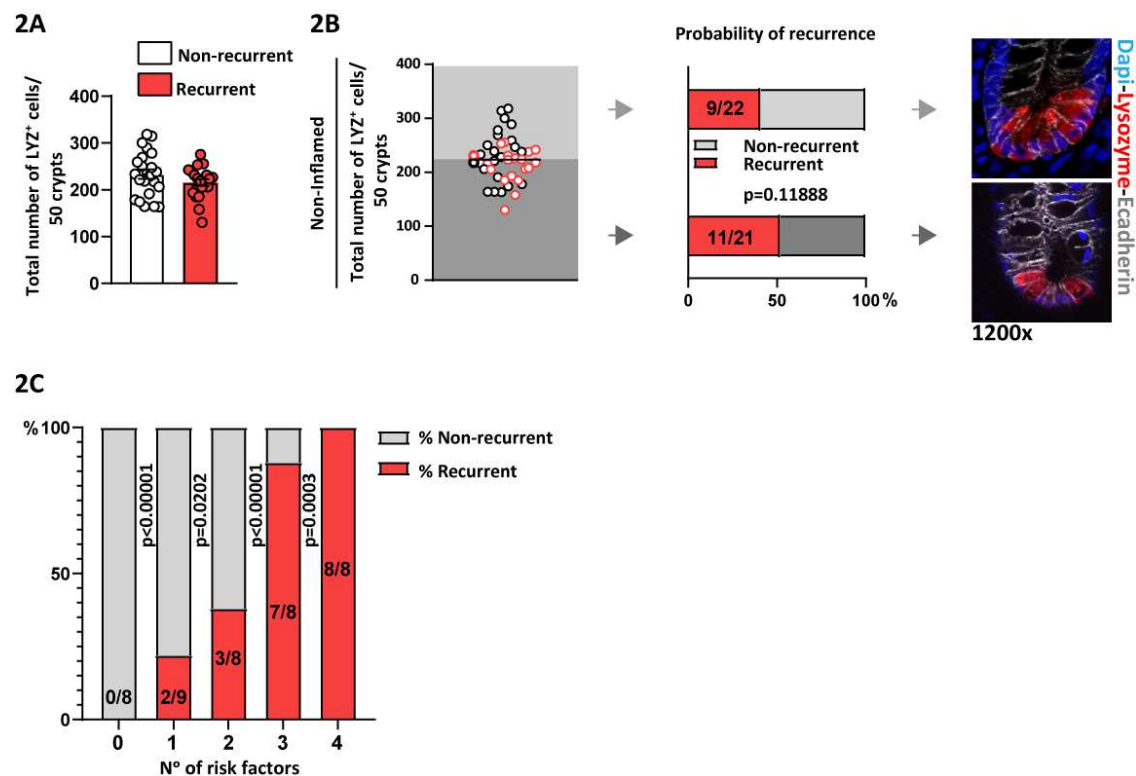 2A
Non-recurrent
Recurrent
Total number of LYZ⁺ cells/
50 crypts
400
300
200
100
0
2B
Non-Inflamed
Total number of LYZ⁺ cells/
50 crypts
400
300
200
100
0
Probability of recurrence
9/22
Non-recurrent
Recurrent
p=0.11888
11/21
0 50 100 %
Dapi-Lysozyme-Ecadherin
1200x
2C
% 100
50
0
% Non-recurrent
% Recurrent
p<0.00001
p=0.0202
p<0.00001
p=0.0003
0/8
2/9
3/8
7/8
8/8
0 1 2 3 4
N° of risk factors